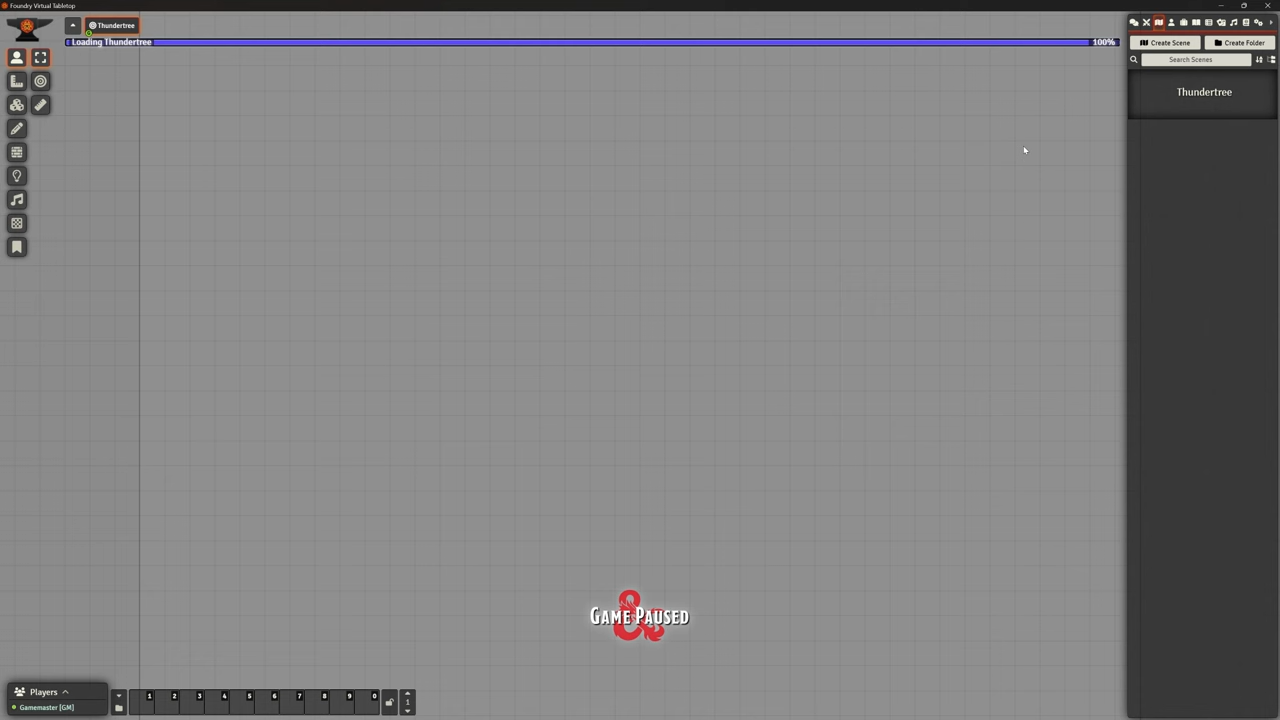 Foundry Virtual Tabletop
Thundertree
Loading Thundertree
100%
Create Scene
Create Folder
Search Scenes
Thundertree
GAME PAUSED
Players
Gamemaster [GM]
1
2
3
4
5
6
7
8
9
0
1